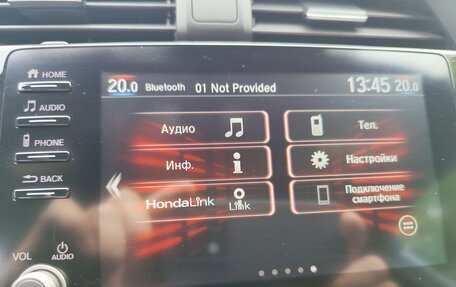 HOME
AUDIO
PHONE
BACK
VOL AUDIO
20.0 Bluetooth 01 Not Provided 13:45 20.0
Аудио
Тел.
Инф.
Настройки
HondaLink Link
Подключение
смартфона